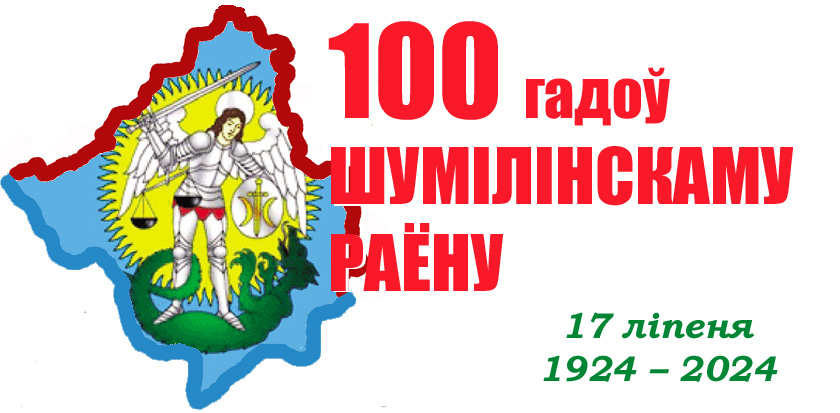 100 гадоў
ШУМІЛІНСКАМУ
РАЁНУ
17 ліпеня
1924 – 2024